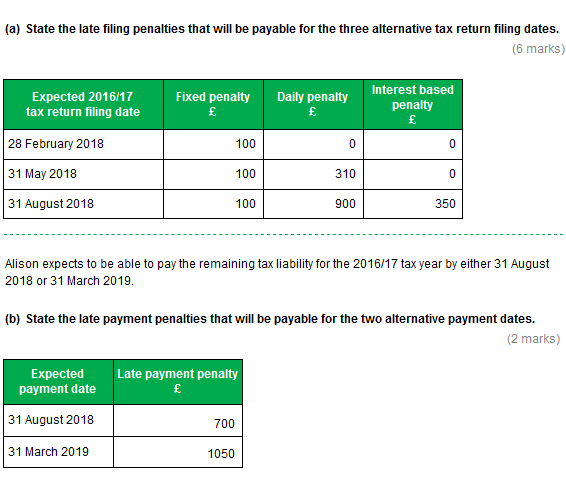 (a) State the late filing penalties that will be payable for the three alternative tax return filing dates.
(6 marks)
Expected 2016/17 tax return filing date Fixed penalty £ Daily penalty £ Interest based penalty £
28 February 2018 100 0 0
31 May 2018 100 310 0
31 August 2018 100 900 350
Alison expects to be able to pay the remaining tax liability for the 2016/17 tax year by either 31 August
2018 or 31 March 2019.
(b) State the late payment penalties that will be payable for the two alternative payment dates.
(2 marks)
Expected payment date Late payment penalty £
31 August 2018 700
31 March 2019 1050